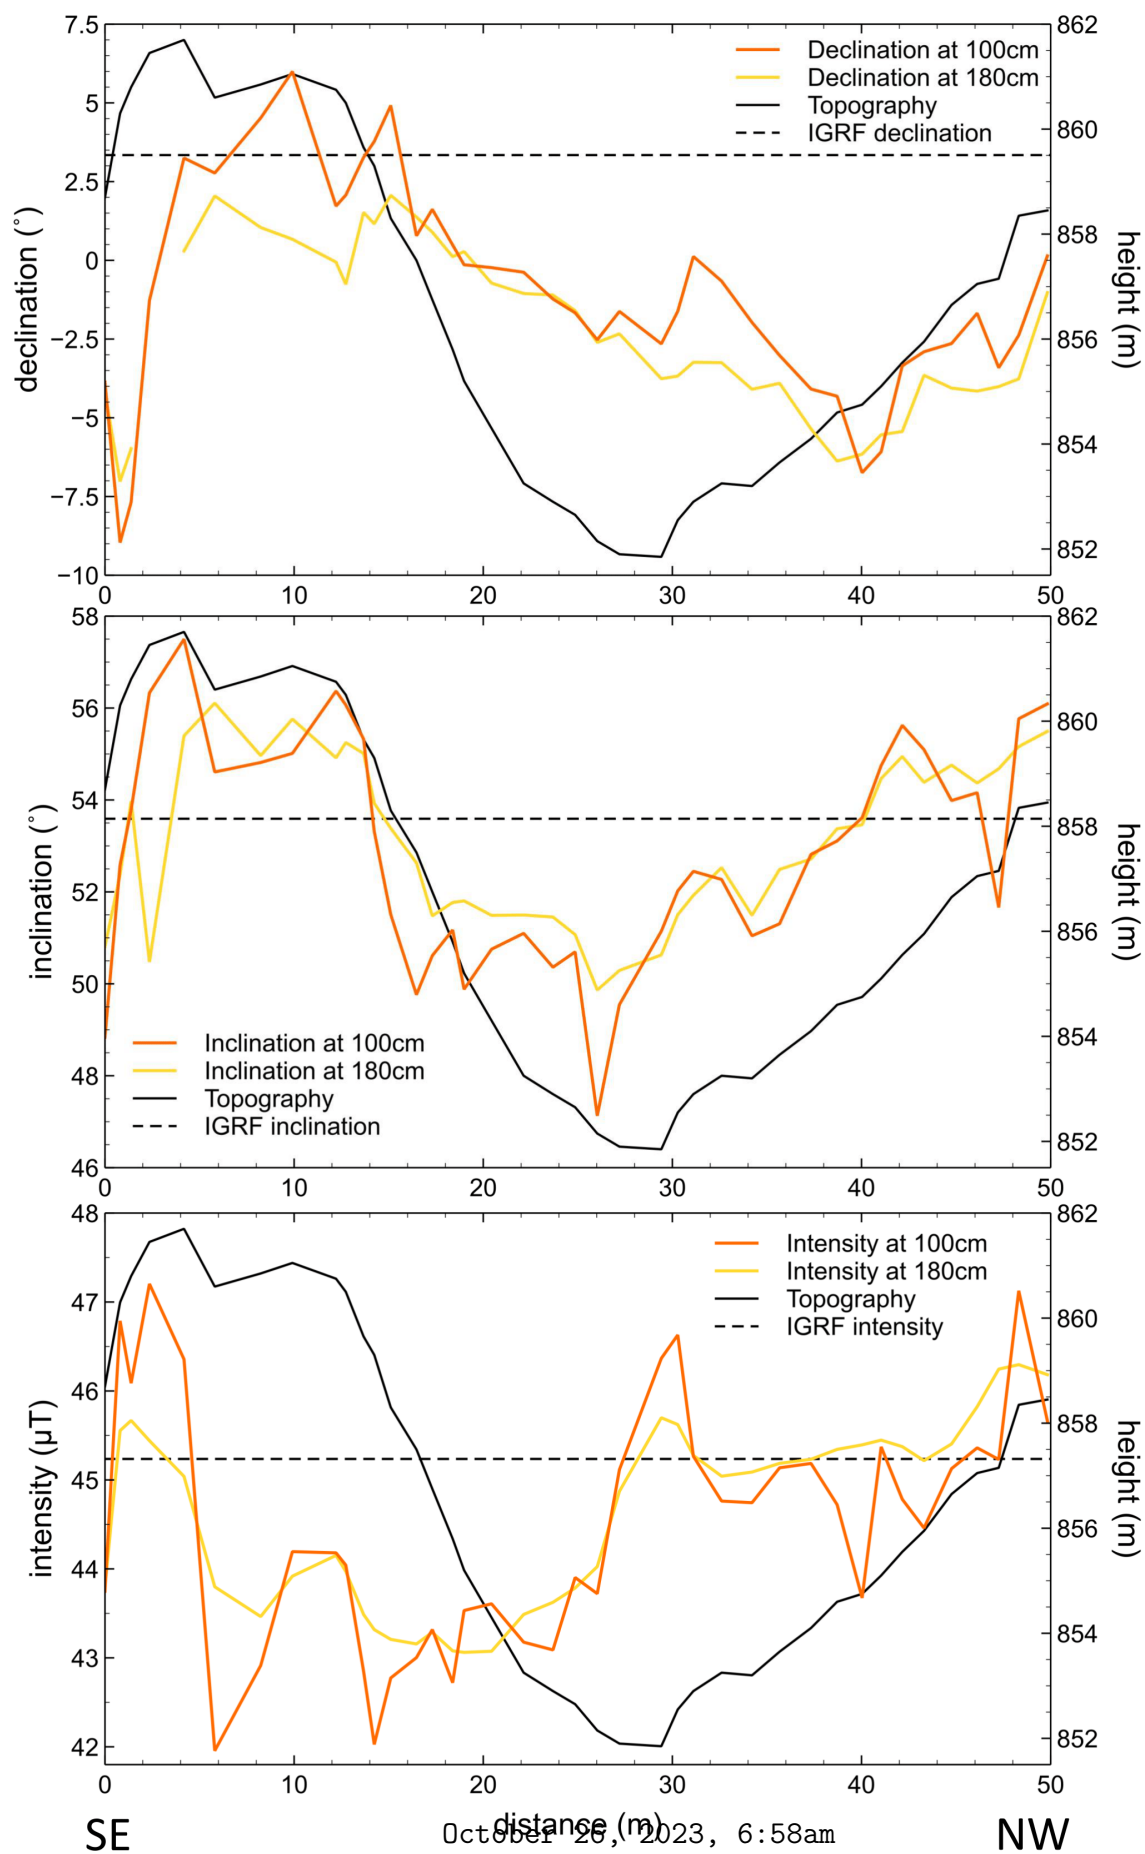 7.5
5
2.5
0
−2.5
−5
−7.5
−10
declination (°)
Declination at 100cm
Declination at 180cm
Topography
IGRF declination
862
860
858
856
854
852
height (m)
0 10 20 30 40 50
58
56
54
52
50
48
46
inclination (°)
Inclination at 100cm
Inclination at 180cm
Topography
IGRF inclination
862
860
858
856
854
852
height (m)
0 10 20 30 40 50
48
47
46
45
44
43
42
intensity (μT)
Intensity at 100cm
Intensity at 180cm
Topography
IGRF intensity
862
860
858
856
854
852
height (m)
0 10 20 30 40 50
distance (m)
SE October 26, 2023, 6:58am NW